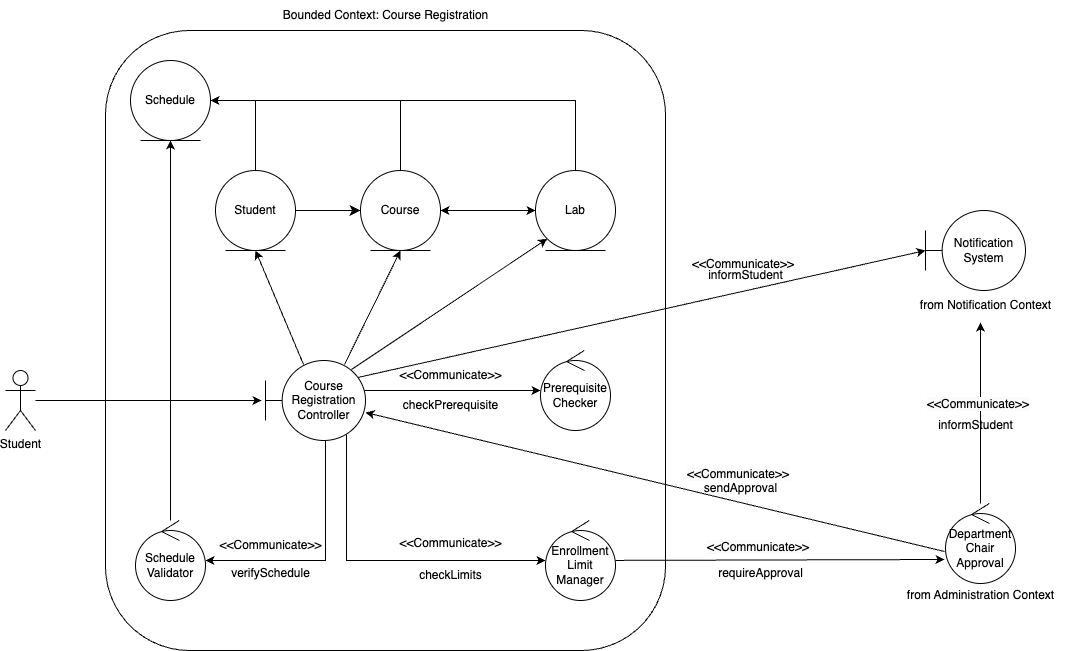 Bounded Context: Course Registration
Schedule
Student
Course
Lab
Notification
System
from Notification Context
<<Communicate>>
informStudent
Student
Course
Registration
Controller
<<Communicate>>
checkPrerequisite
Prerequisite
Checker
<<Communicate>>
informStudent
<<Communicate>>
sendApproval
Schedule
Validator
<<Communicate>>
verifySchedule
<<Communicate>>
checkLimits
Enrollment
Limit
Manager
<<Communicate>>
requireApproval
Department
Chair
Approval
from Administration Context